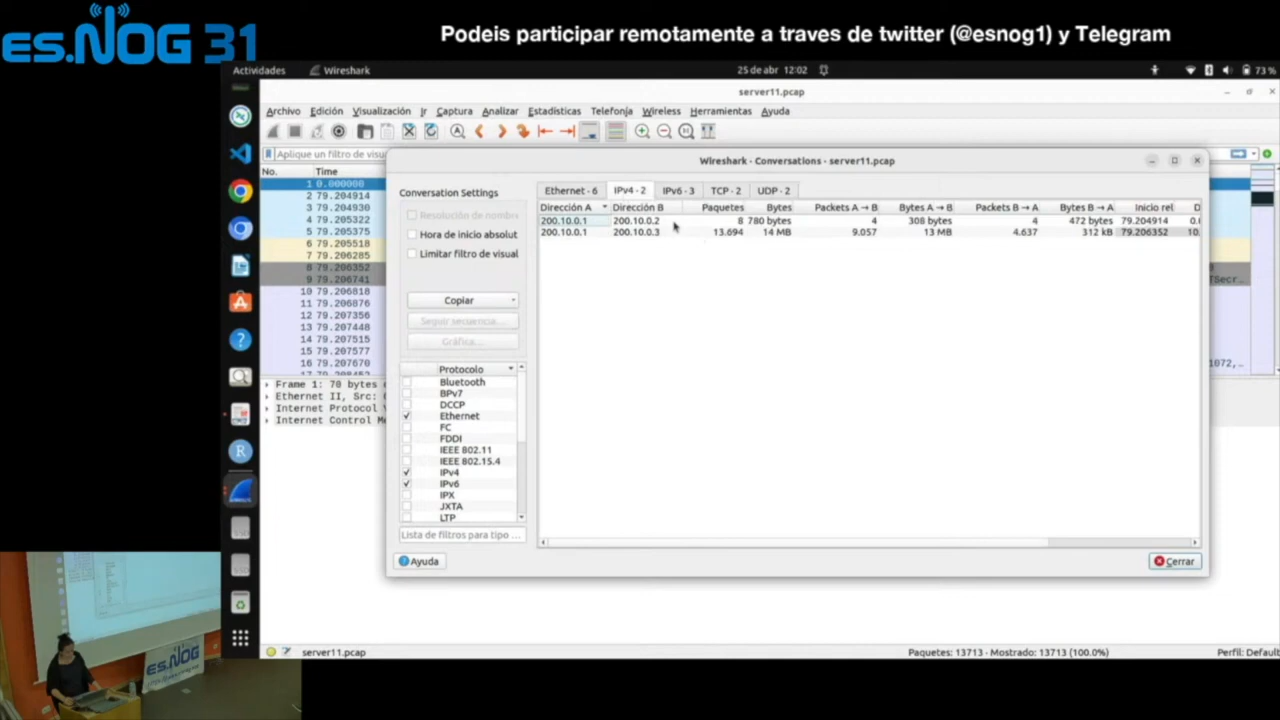 es.NOG 31
Podeis participar remotamente a traves de twitter (@esnog1) y Telegram
Actividades Wireshark 25 de abr 12:02 73 %
server11.pcap
Archivo Edición Visualización Ir Captura Analizar Estadísticas Telefonía Wireless Herramientas Ayuda
Aplique un filtro de visu
Wireshark · Conversations · server11.pcap
No. Time
1 0.000000
2 79.204914
3 79.204930
4 79.205322
5 79.205375
6 79.205518
7 79.206285
8 79.206352
9 79.206741
10 79.206818
11 79.206876
12 79.207356
13 79.207448
14 79.207515
15 79.207577
16 79.207670
Conversation Settings
Resolución de nombre
Hora de inicio absolut
Limitar filtro de visual
Copiar
Seguir secuencia...
Gráfica...
Protocolo
Bluetooth
BPv7
DCCP
Ethernet
FC
FDDI
IEEE 802.11
IEEE 802.15.4
IPv4
IPv6
IPX
JXTA
LTP
Lista de filtros para tipo ...
Ethernet · 6 IPv4 · 2 IPv6 · 3 TCP · 2 UDP · 2
Dirección A Dirección B Paquetes Bytes Packets A → B Bytes A → B Packets B → A Bytes B → A Inicio rel D
200.10.0.1 200.10.0.2 8 780 bytes 4 308 bytes 4 472 bytes 79.204914 0.
200.10.0.1 200.10.0.3 13.694 14 MB 9.057 13 MB 4.637 312 kB 79.206352 10.
TSecr
1072,
Frame 1: 70 bytes
Ethernet II, Src:
Internet Protocol
Internet Control Me
Ayuda Cerrar
server11.pcap Paquetes: 13713 · Mostrado: 13713 (100.0%) Perfil: Default
es.NOG